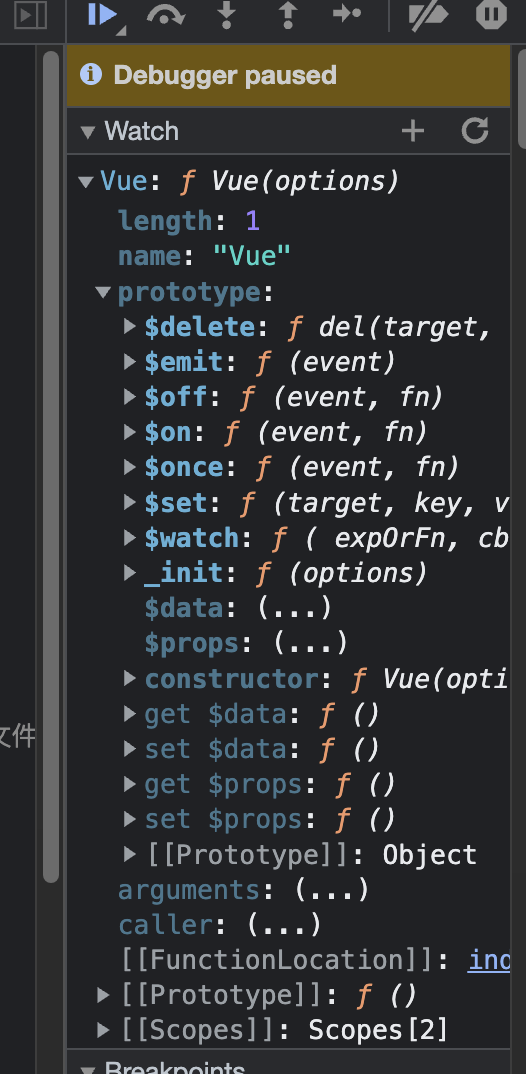 Debugger paused
Watch
Vue: ƒ Vue(options)
length: 1
name: "Vue"
prototype:
$delete: ƒ del(target,
$emit: ƒ (event)
$off: ƒ (event, fn)
$on: ƒ (event, fn)
$once: ƒ (event, fn)
$set: ƒ (target, key, v
$watch: ƒ ( expOrFn, cb
_init: ƒ (options)
$data: (...)
$props: (...)
constructor: ƒ Vue(opti
get $data: ƒ ()
文件
set $data: ƒ ()
get $props: ƒ ()
set $props: ƒ ()
[[Prototype]]: Object
arguments: (...)
caller: (...)
[[FunctionLocation]]: ind
[[Prototype]]: ƒ ()
[[Scopes]]: Scopes[2]
Breakpoints